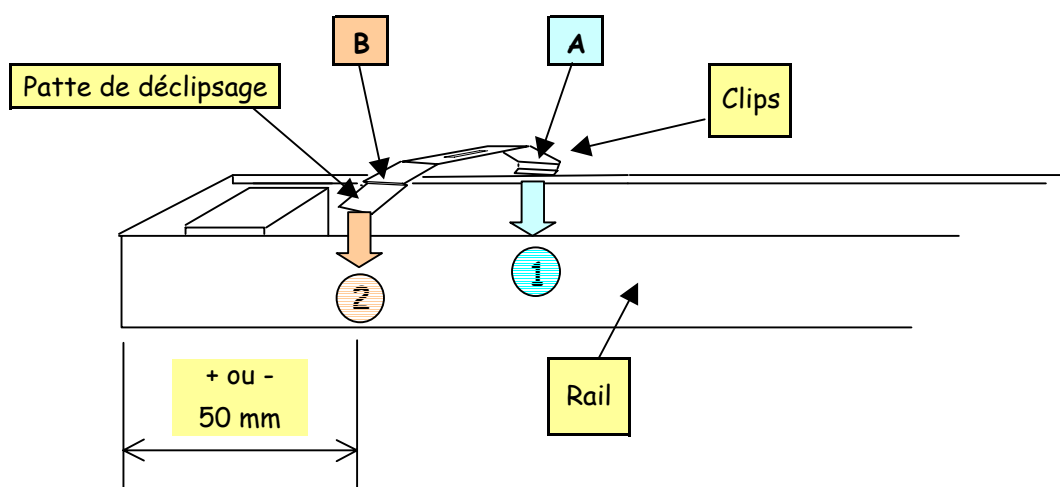 B
A
Patte de déclipsage
Clips
1
2
+ ou -
50 mm
Rail